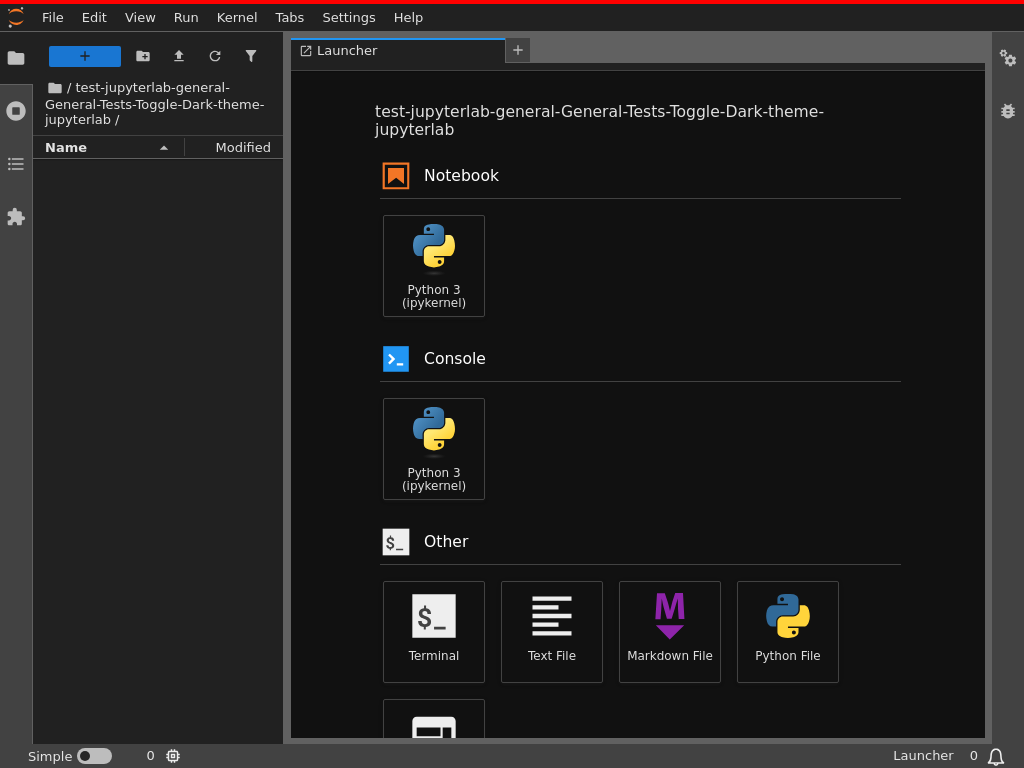 File Edit View Run Kernel Tabs Settings Help
/ test-jupyterlab-general-
General-Tests-Toggle-Dark-theme-
jupyterlab /
Name Modified
Launcher
test-jupyterlab-general-General-Tests-Toggle-Dark-theme-
jupyterlab
Notebook
Python 3
(ipykernel)
Console
Python 3
(ipykernel)
$_ Other
$_
Terminal
Text File
M
Markdown File
Python File
Simple 0 Launcher 0